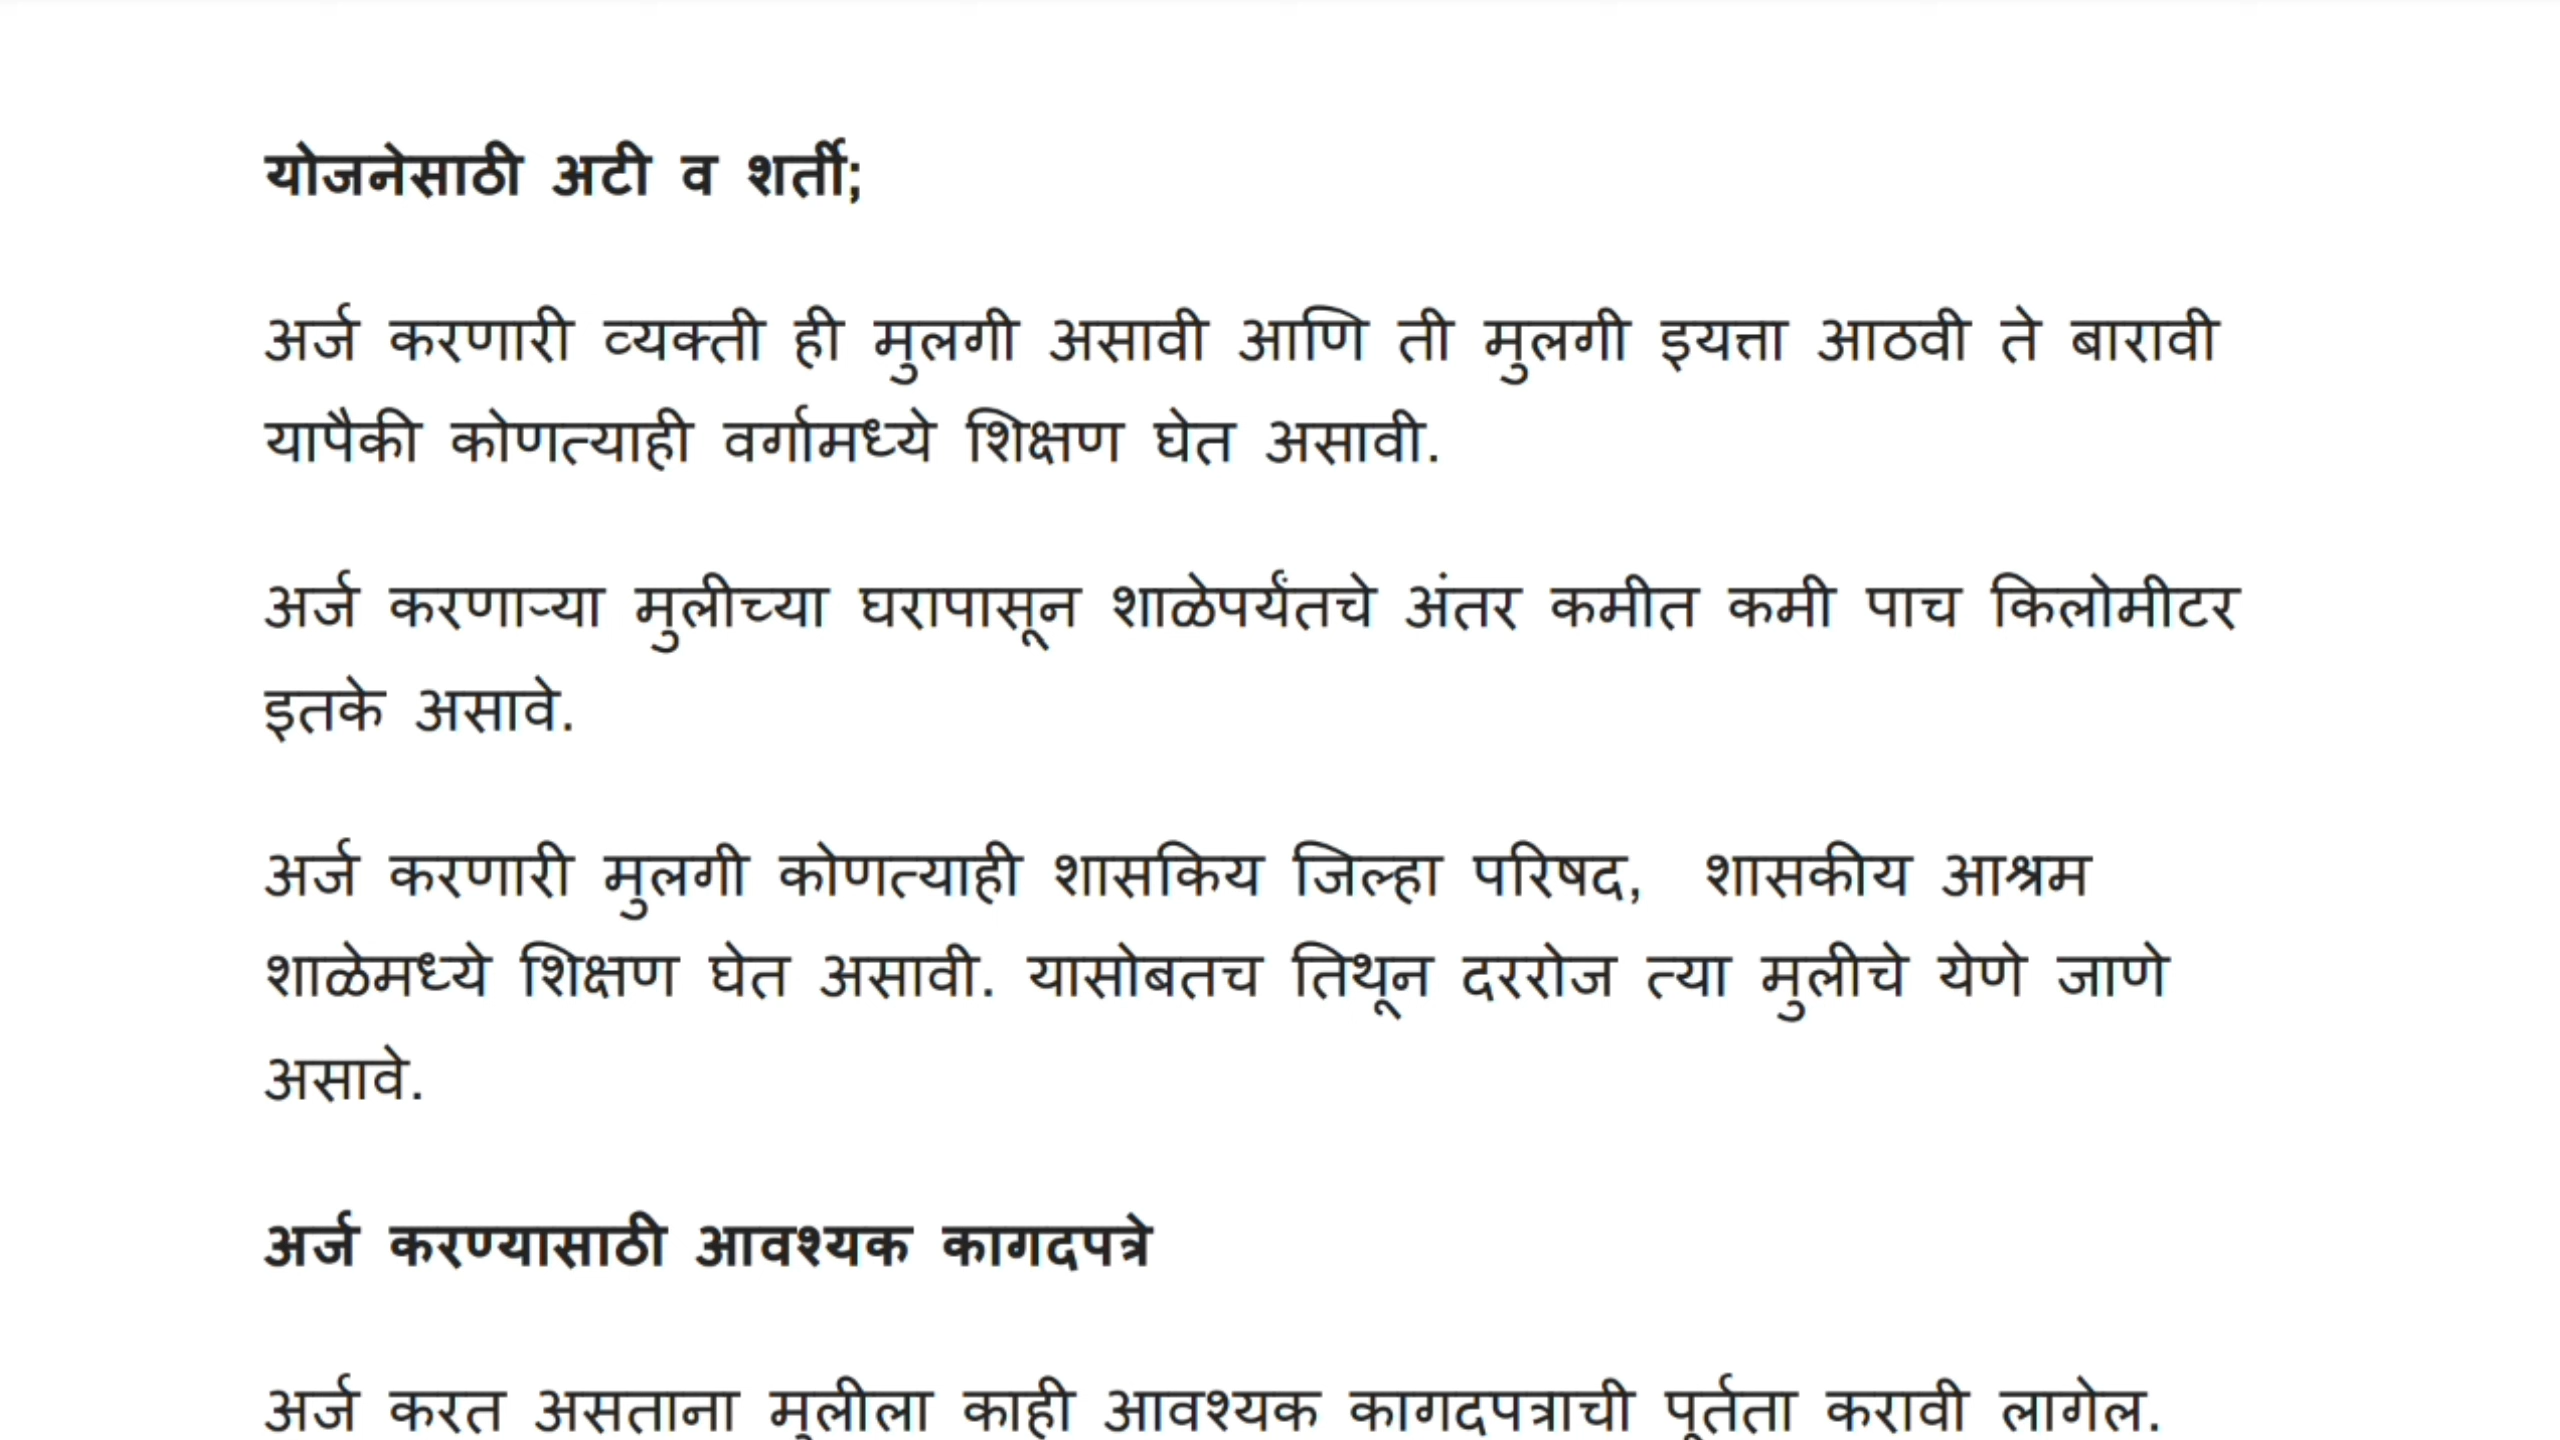 योजनेसाठी अटी व शर्ती;
अर्ज करणारी व्यक्ती ही मुलगी असावी आणि ती मुलगी इयत्ता आठवी ते बारावी
यापैकी कोणत्याही वर्गामध्ये शिक्षण घेत असावी.
अर्ज करणाऱ्या मुलीच्या घरापासून शाळेपर्यंतचे अंतर कमीत कमी पाच किलोमीटर
इतके असावे.
अर्ज करणारी मुलगी कोणत्याही शासकिय जिल्हा परिषद, शासकीय आश्रम
शाळेमध्ये शिक्षण घेत असावी. यासोबतच तिथून दररोज त्या मुलीचे येणे जाणे
असावे.
अर्ज करण्यासाठी आवश्यक कागदपत्रे
अर्ज करत असताना मुलीला काही आवश्यक कागदपत्राची पूर्तता करावी लागेल.